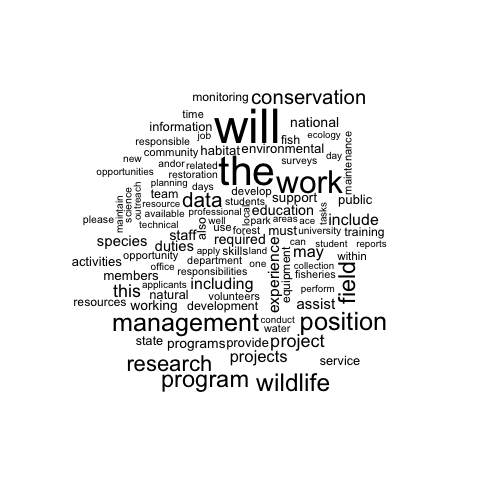 monitoring conservation
time
information will national
job fish ecology
responsible
community habitat environmental day maintenance
new andor related surveys
opportunities restoration the work
planning days develop
team data students support public
science outreach maintain
resource
please available professional local education areas tasks include
technical also use park ace
staff forest must university training
species duties required can student reports
opportunity apply skills land may within
activities office department one experience equipment collection field
members responsibilities fisheries
this applicants including perform
natural volunteers
resources working development assist
management conduct position
water
state programs provide project
research projects service
program wildlife